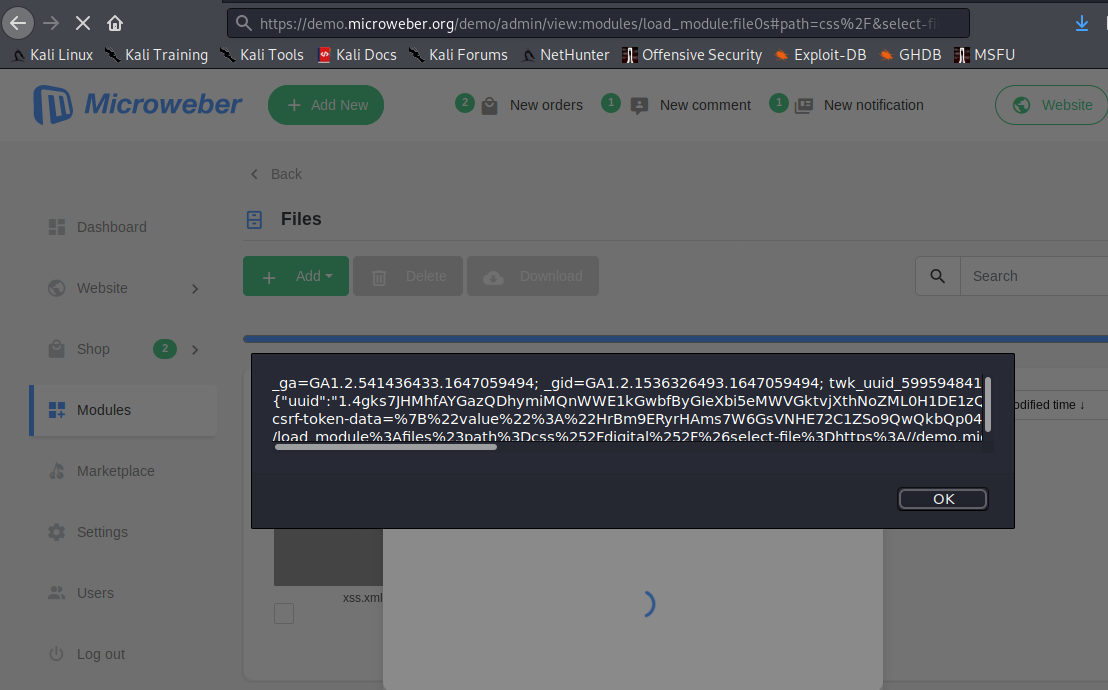 https://demo.microweber.org/demo/admin/view:modules/load_module:file0s#path=css%2F&select-fi
Kali Linux Kali Training Kali Tools Kali Docs Kali Forums NetHunter Offensive Security Exploit-DB GHDB MSFU
Microweber + Add New 2 New orders 1 New comment 1 New notification Website
Back
Files
Dashboard
+ Add Delete Download Search
Website
Shop 2
_ga=GA1.2.541436433.1647059494; _gid=GA1.2.1536326493.1647059494; twk_uuid_599594841
{"uuid":"1.4gks7JHMhfAYGazQDhymiMQnWWE1kGwbfByGIeXbi5eMWVGktvjXthNoZML0H1DE1zC
Modules odified time ↓
csrf-token-data=%7B%22value%22%3A%22HrBm9ERyrHAms7W6GsVNHE72C1ZSo9QwQkbQp04
/load_module%3Afiles%23path%3Dcss%252Fdigital%252F%26select-file%3Dhttps%3A//demo.mi
Marketplace
OK
Settings
Users xss.xml
Log out